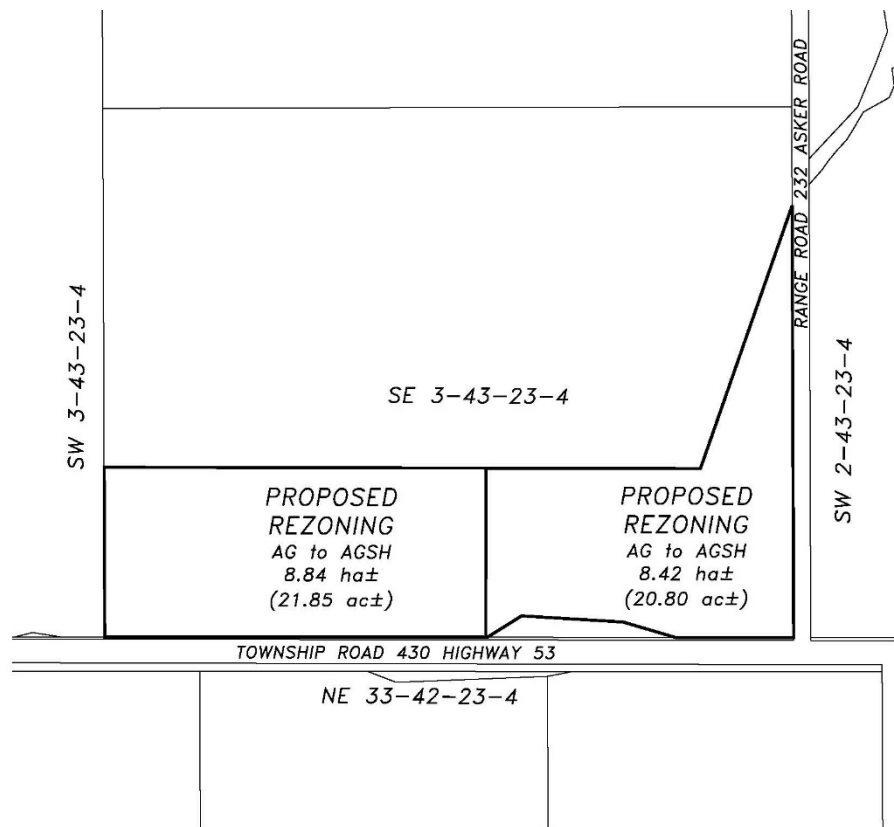 RANGE ROAD 232 ASKER ROAD
SW 3-43-23-4
SE 3-43-23-4
SW 2-43-23-4
PROPOSED
REZONING
AG to AGSH
8.84 ha±
(21.85 ac±)
PROPOSED
REZONING
AG to AGSH
8.42 ha±
(20.80 ac±)
TOWNSHIP ROAD 430 HIGHWAY 53
NE 33-42-23-4